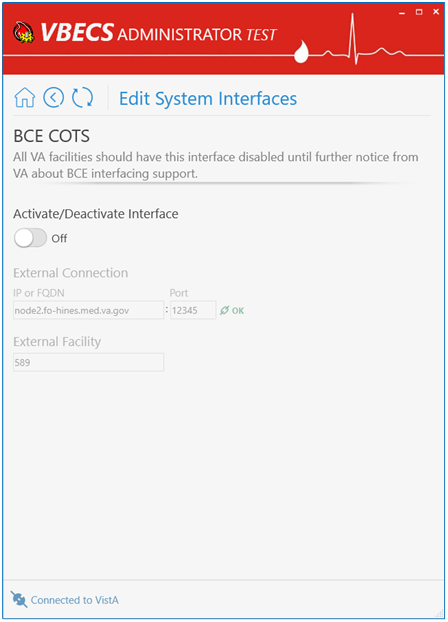 VBECS ADMINISTRATOR TEST
Edit System Interfaces
BCE COTS
All VA facilities should have this interface disabled until further notice from
VA about BCE interfacing support.
Activate/Deactivate Interface
Off
External Connection
IP or FQDN Port
node2.fo-hines.med.va.gov : 12345 OK
External Facility
589
Connected to VistA